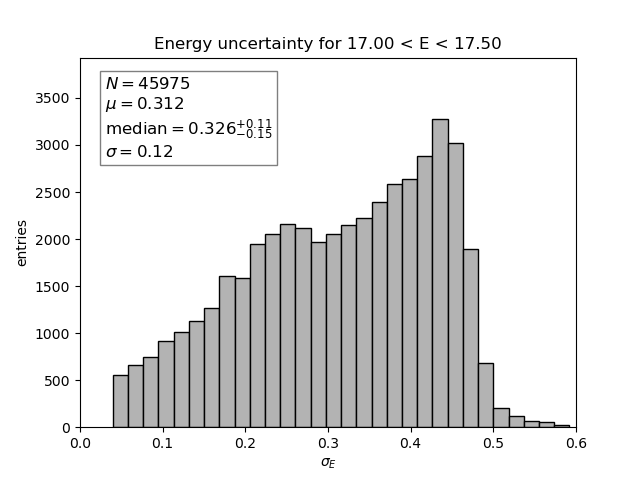 Energy uncertainty for 17.00 < E < 17.50
N = 45975
μ = 0.312
median = 0.326+0.11−0.15
σ = 0.12
3500
3000
2500
2000
1500
1000
500
0
entries
0.0 0.1 0.2 0.3 0.4 0.5 0.6
σE